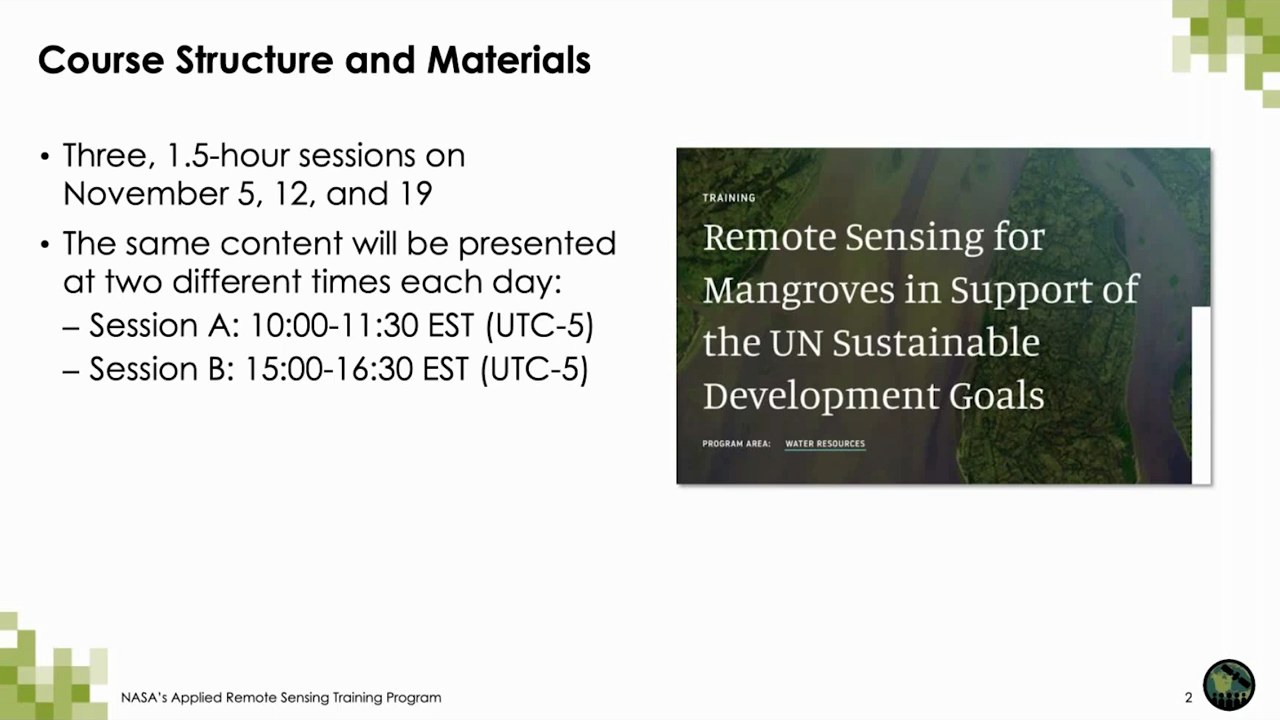 Course Structure and Materials
• Three, 1.5-hour sessions on
November 5, 12, and 19
• The same content will be presented
at two different times each day:
– Session A: 10:00-11:30 EST (UTC-5)
– Session B: 15:00-16:30 EST (UTC-5)
TRAINING
Remote Sensing for
Mangroves in Support of
the UN Sustainable
Development Goals
PROGRAM AREA: WATER RESOURCES
NASA's Applied Remote Sensing Training Program
2